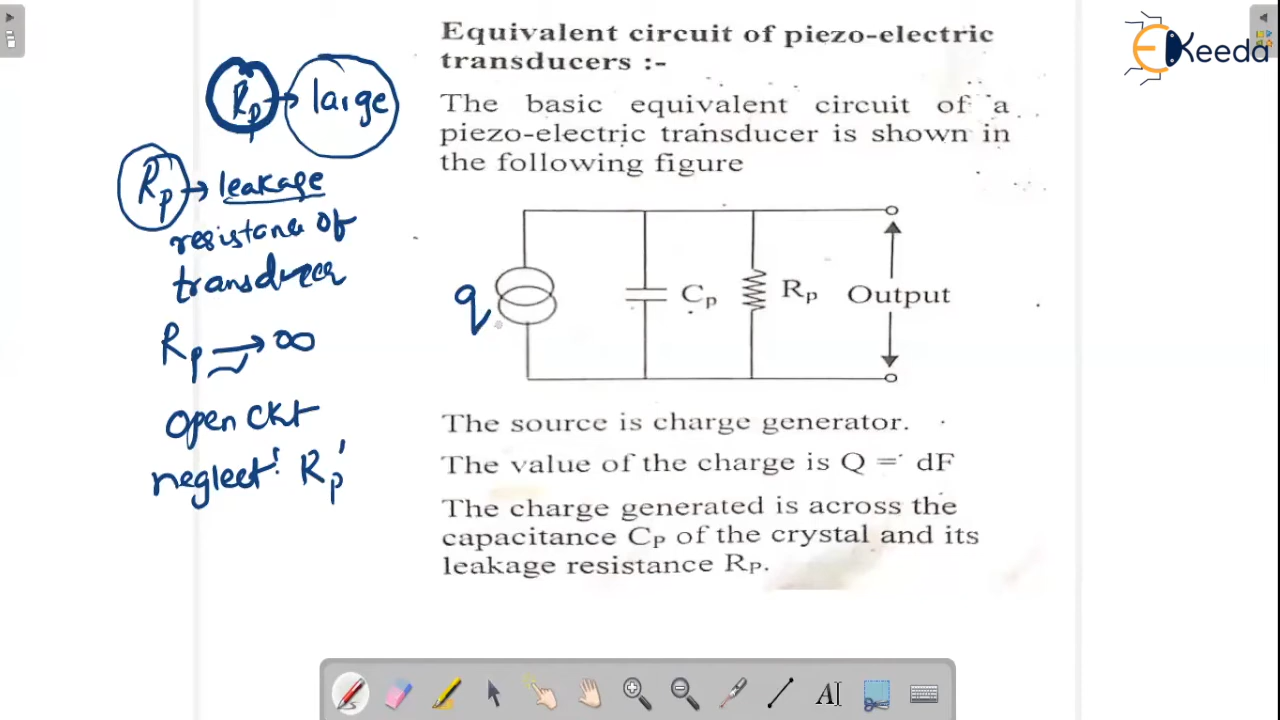 Equivalent circuit of piezo-electric
transducers :-
The basic equivalent circuit of a
piezo-electric transducer is shown in
the following figure
Cp
Rp
Output
q
The source is charge generator.
The value of the charge is Q = dF
The charge generated is across the
capacitance CP of the crystal and its
leakage resistance RP.
Rp → large
Rp → leakage
resistance of
transducer
Rp → ∞
open ckt
neglect 'Rp'
EKeeda
A